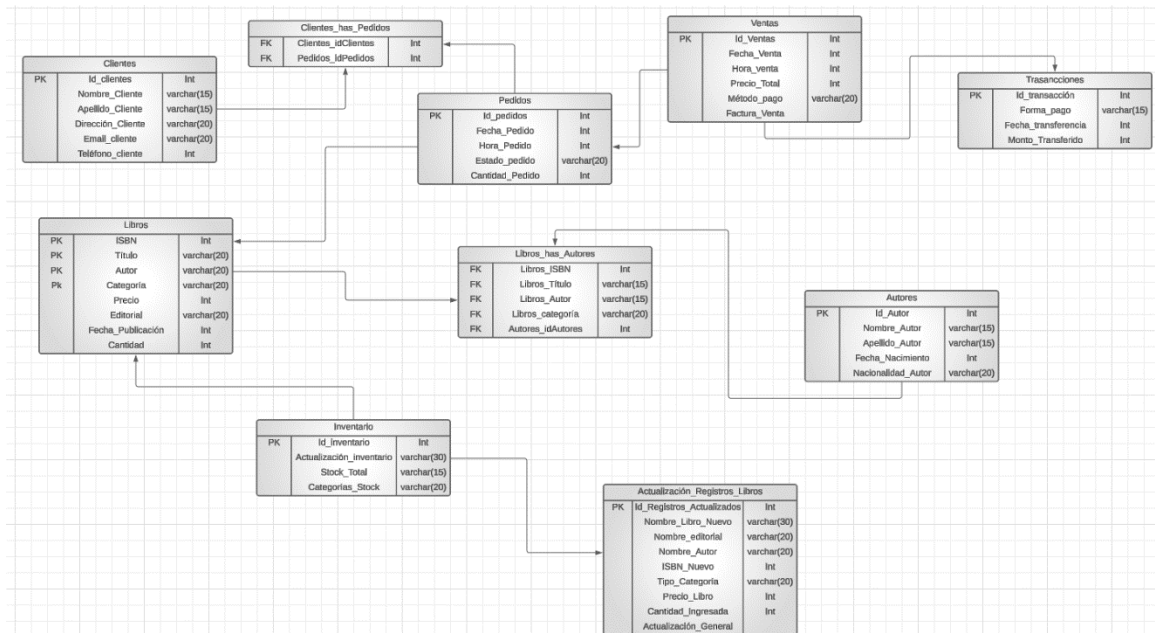 Clientes_has_Pedidos
FK Clientes_idClientes Int
FK Pedidos_idPedidos Int
Ventas
PK Id_Ventas Int
Fecha_Venta Int
Hora_venta Int
Precio_Total Int
Método_pago varchar(20)
Factura_Venta
Clientes
PK Id_clientes Int
Nombre_Cliente varchar(15)
Apellido_Cliente varchar(15)
Dirección_Cliente varchar(20)
Email_cliente varchar(20)
Teléfono_cliente Int
Trasancciones
PK Id_transacción Int
Forma_pago varchar(15)
Fecha_transferencia Int
Monto_Transferido Int
Pedidos
PK Id_pedidos Int
Fecha_Pedido Int
Hora_Pedido Int
Estado_pedido varchar(20)
Cantidad_Pedido Int
Libros
PK ISBN Int
PK Título varchar(20)
PK Autor varchar(20)
Pk Categoría varchar(20)
Precio Int
Editorial varchar(20)
Fecha_Publicación Int
Cantidad Int
Libros_has_Autores
FK Libros_ISBN Int
FK Libros_Título varchar(15)
FK Libros_Autor varchar(15)
FK Libros_categoría varchar(20)
FK Autores_idAutores Int
Autores
PK Id_Autor Int
Nombre_Autor varchar(15)
Apellido_Autor varchar(15)
Fecha_Nacimiento Int
Nacionalidad_Autor varchar(20)
Inventario
PK Id_inventario Int
Actualización_inventario varchar(30)
Stock_Total varchar(15)
Categorías_Stock varchar(20)
Actualización_Registros_Libros
PK Id_Registros_Actualizados Int
Nombre_Libro_Nuevo varchar(30)
Nombre_editorial varchar(20)
Nombre_Autor varchar(20)
ISBN_Nuevo Int
Tipo_Categoría varchar(20)
Precio_Libro Int
Cantidad_Ingresada Int
Actualización_General